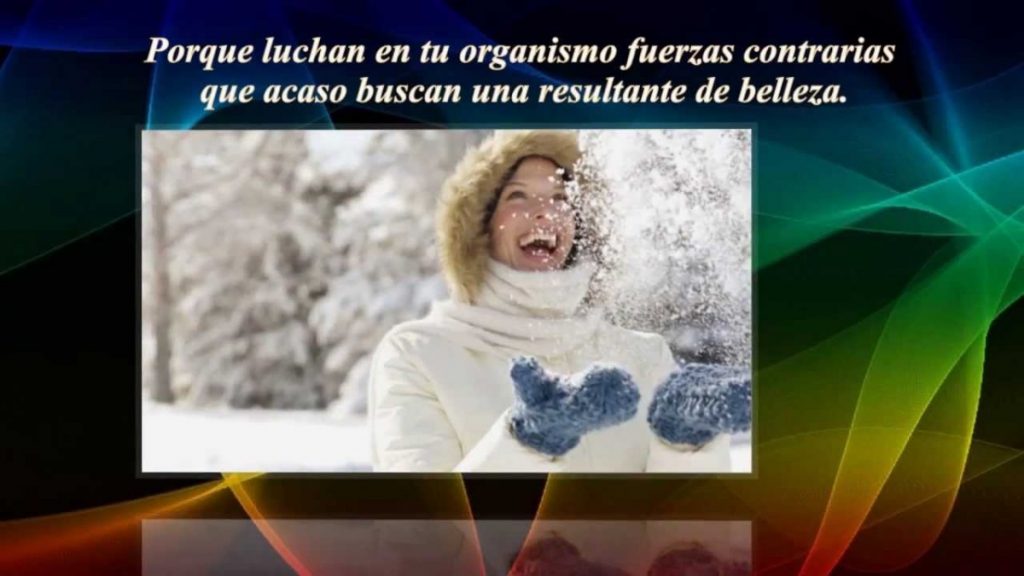 Porque luchan en tu organismo fuerzas contrarias
que acaso buscan una resultante de belleza.